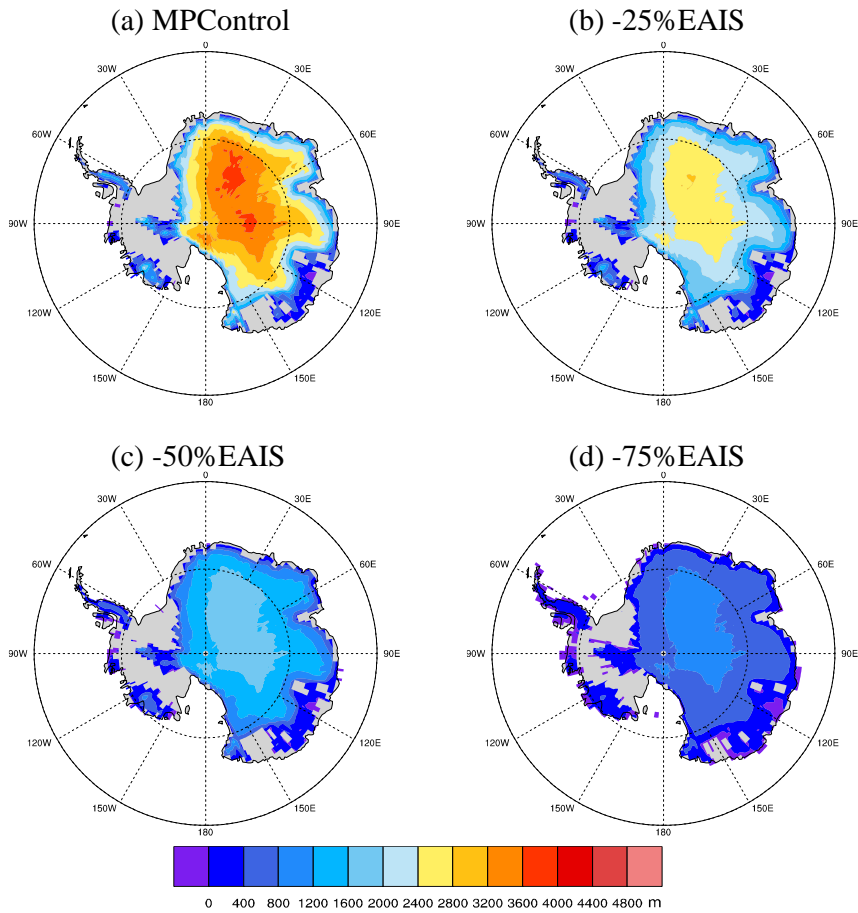 (a) MPControl
(b) -25%EAIS
0
30W
30E
60W
60E
90W
90E
120W
120E
150W
150E
180
0
30W
30E
60W
60E
90W
90E
120W
120E
150W
150E
180
(c) -50%EAIS
(d) -75%EAIS
0
30W
30E
60W
60E
90W
90E
120W
120E
150W
150E
180
0
30W
30E
60W
60E
90W
90E
120W
120E
150W
150E
180
0 400 800 1200 1600 2000 2400 2800 3200 3600 4000 4400 4800 m